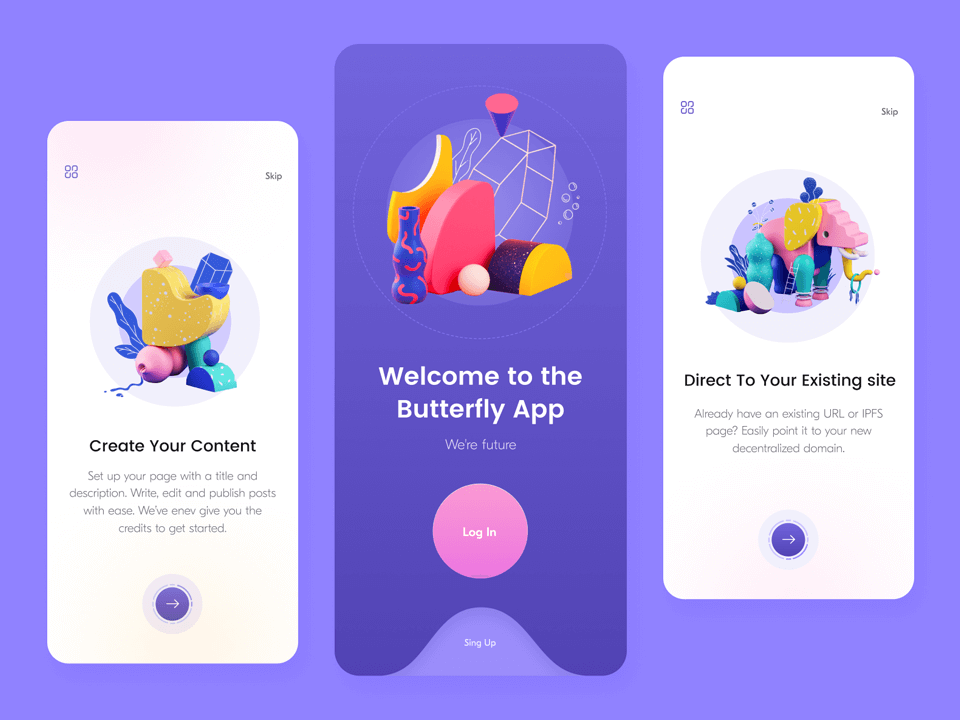 Skip
Create Your Content
Set up your page with a title and
description. Write, edit and publish posts
with ease. We've enev give you the
credits to get started.
Welcome to the
Butterfly App
We're future
Log In
Sing Up
Skip
Direct To Your Existing site
Already have an existing URL or IPFS
page? Easily point it to your new
decentralized domain.